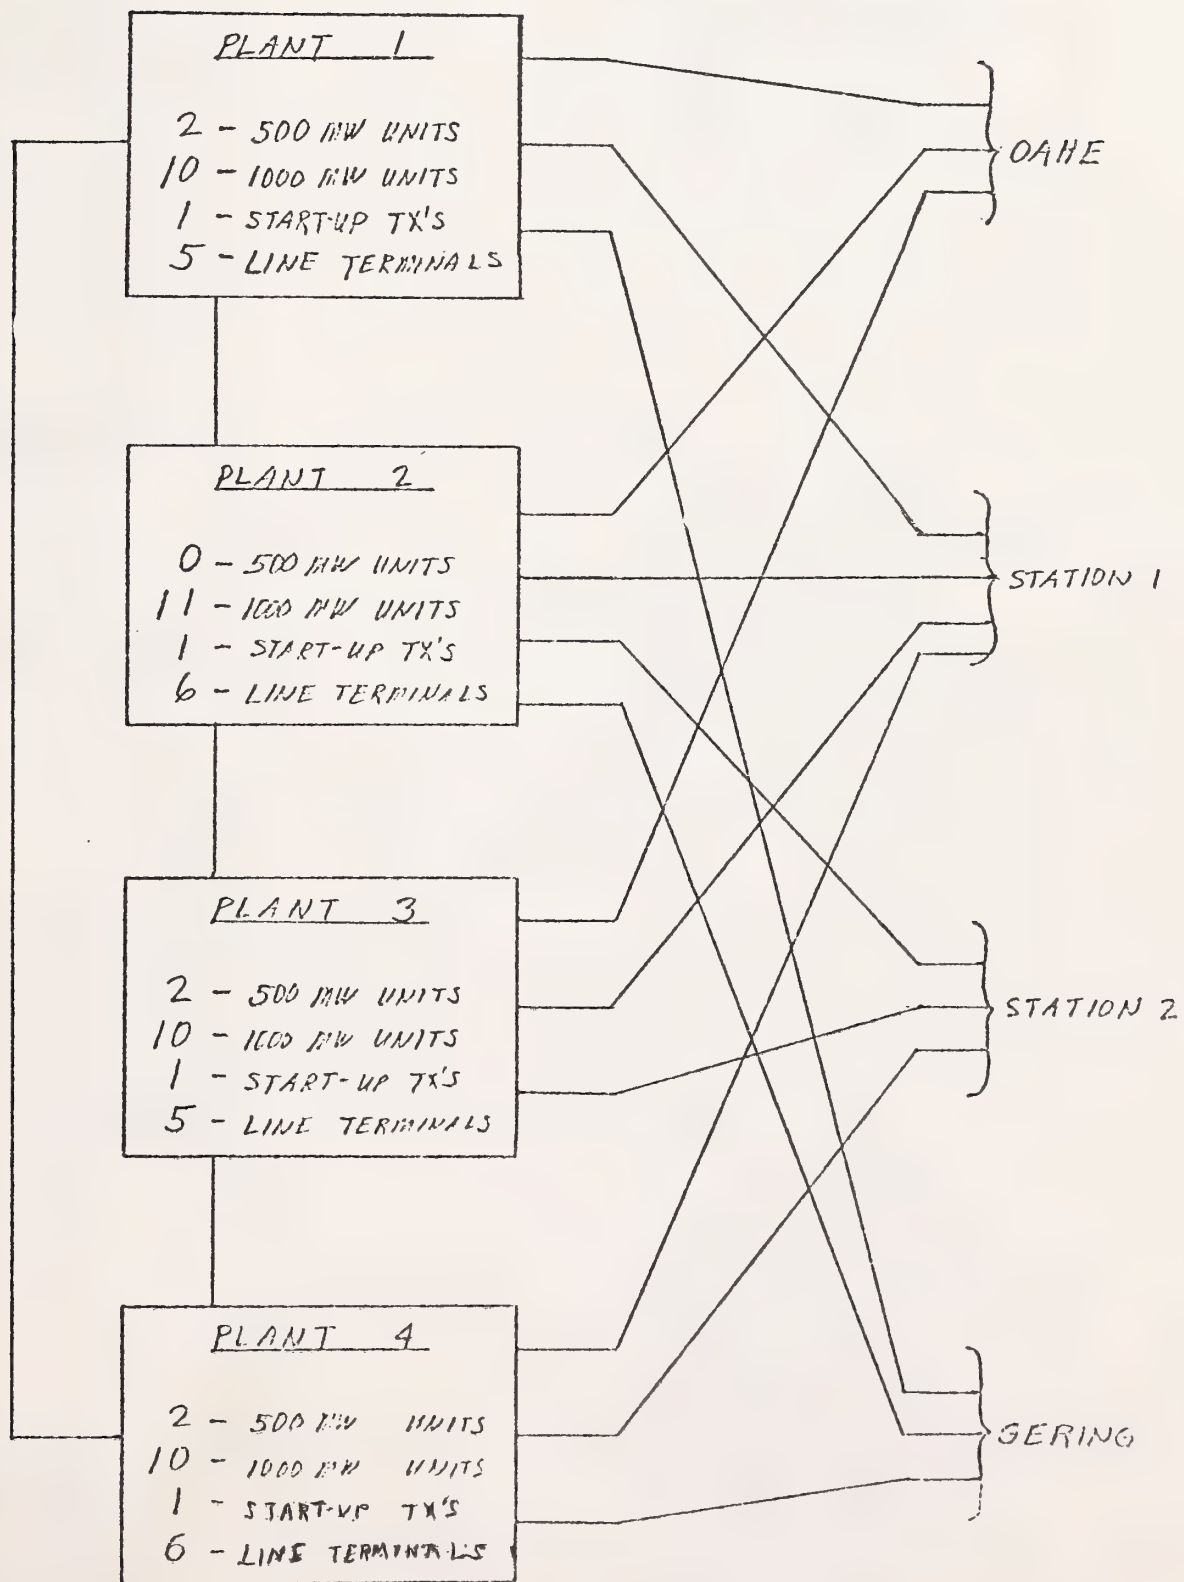 PLANT 1
2 - 500 MW UNITS
10 - 1000 MW UNITS
1 - START-UP TX'S
5 - LINE TERMINALS
OAHE
PLANT 2
0 - 500 MW UNITS
11 - 1000 MW UNITS
1 - START-UP TX'S
6 - LINE TERMINALS
STATION 1
PLANT 3
2 - 500 MW UNITS
10 - 1000 MW UNITS
1 - START-UP TX'S
5 - LINE TERMINALS
STATION 2
PLANT 4
2 - 500 MW UNITS
10 - 1000 MW UNITS
1 - START-UP TX'S
6 - LINE TERMINALS
GERING